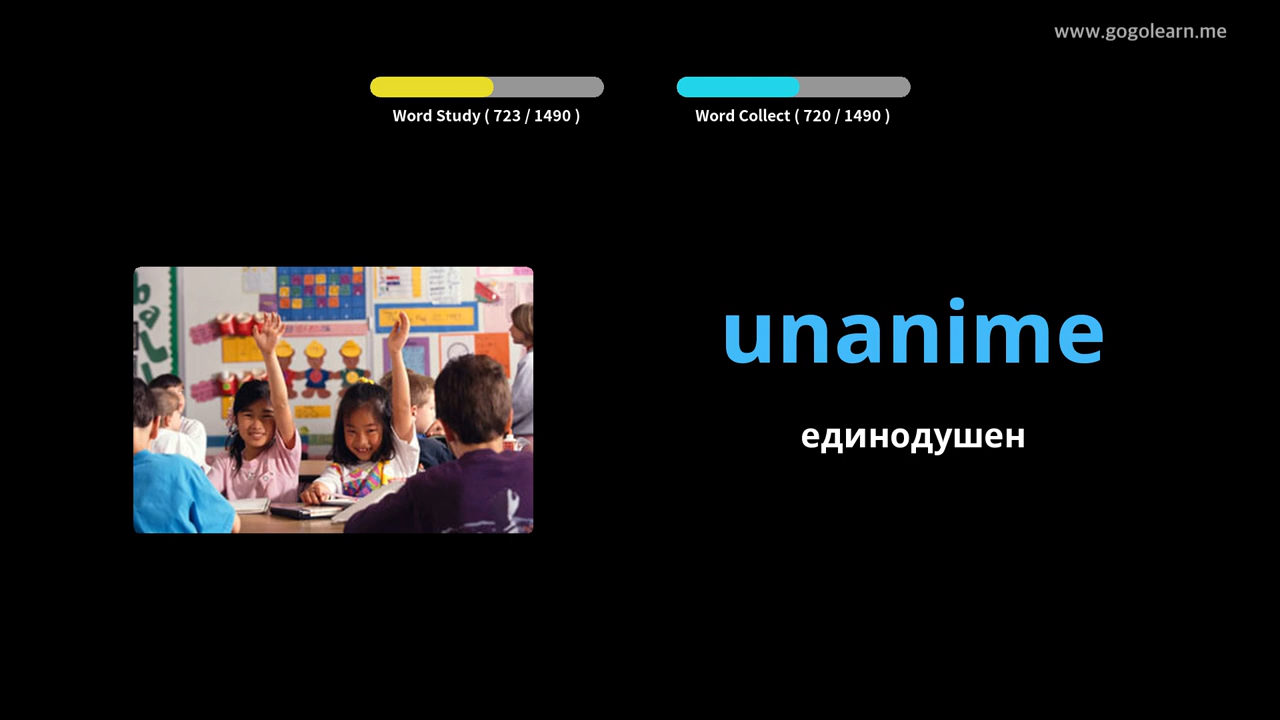 www.gogolearn.me
Word Study ( 723 / 1490 )
Word Collect ( 720 / 1490 )
unanime
единодушен